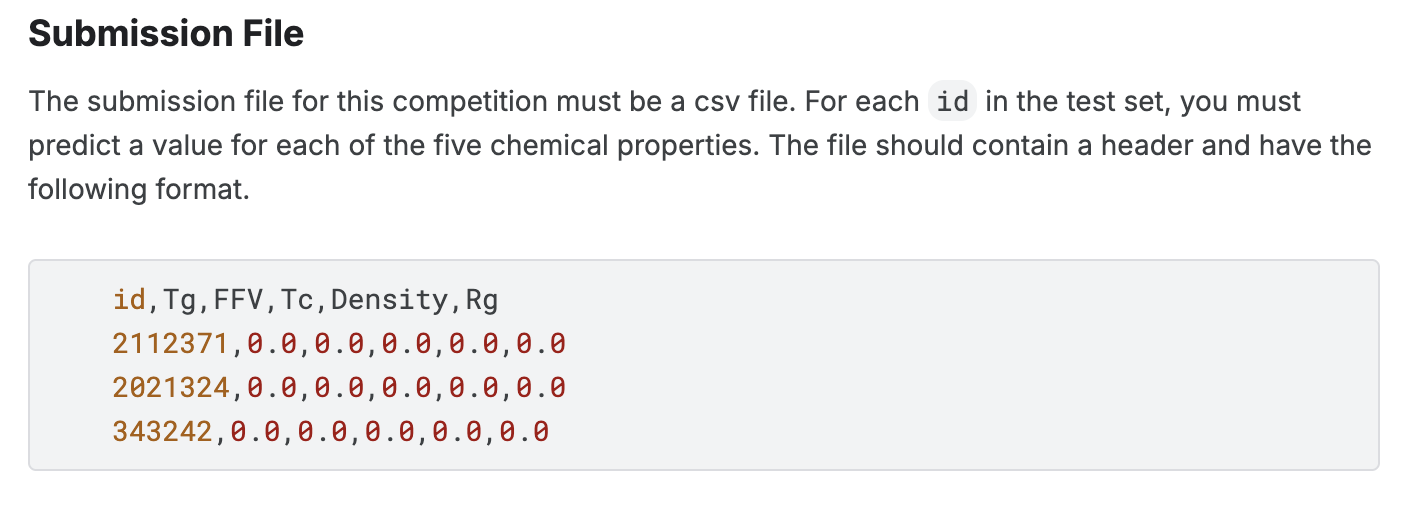 Submission File
The submission file for this competition must be a csv file. For each id in the test set, you must
predict a value for each of the five chemical properties. The file should contain a header and have the
following format.
id,Tg,FFV,Tc,Density,Rg
2112371,0.0,0.0,0.0,0.0,0.0
2021324,0.0,0.0,0.0,0.0,0.0
343242,0.0,0.0,0.0,0.0,0.0